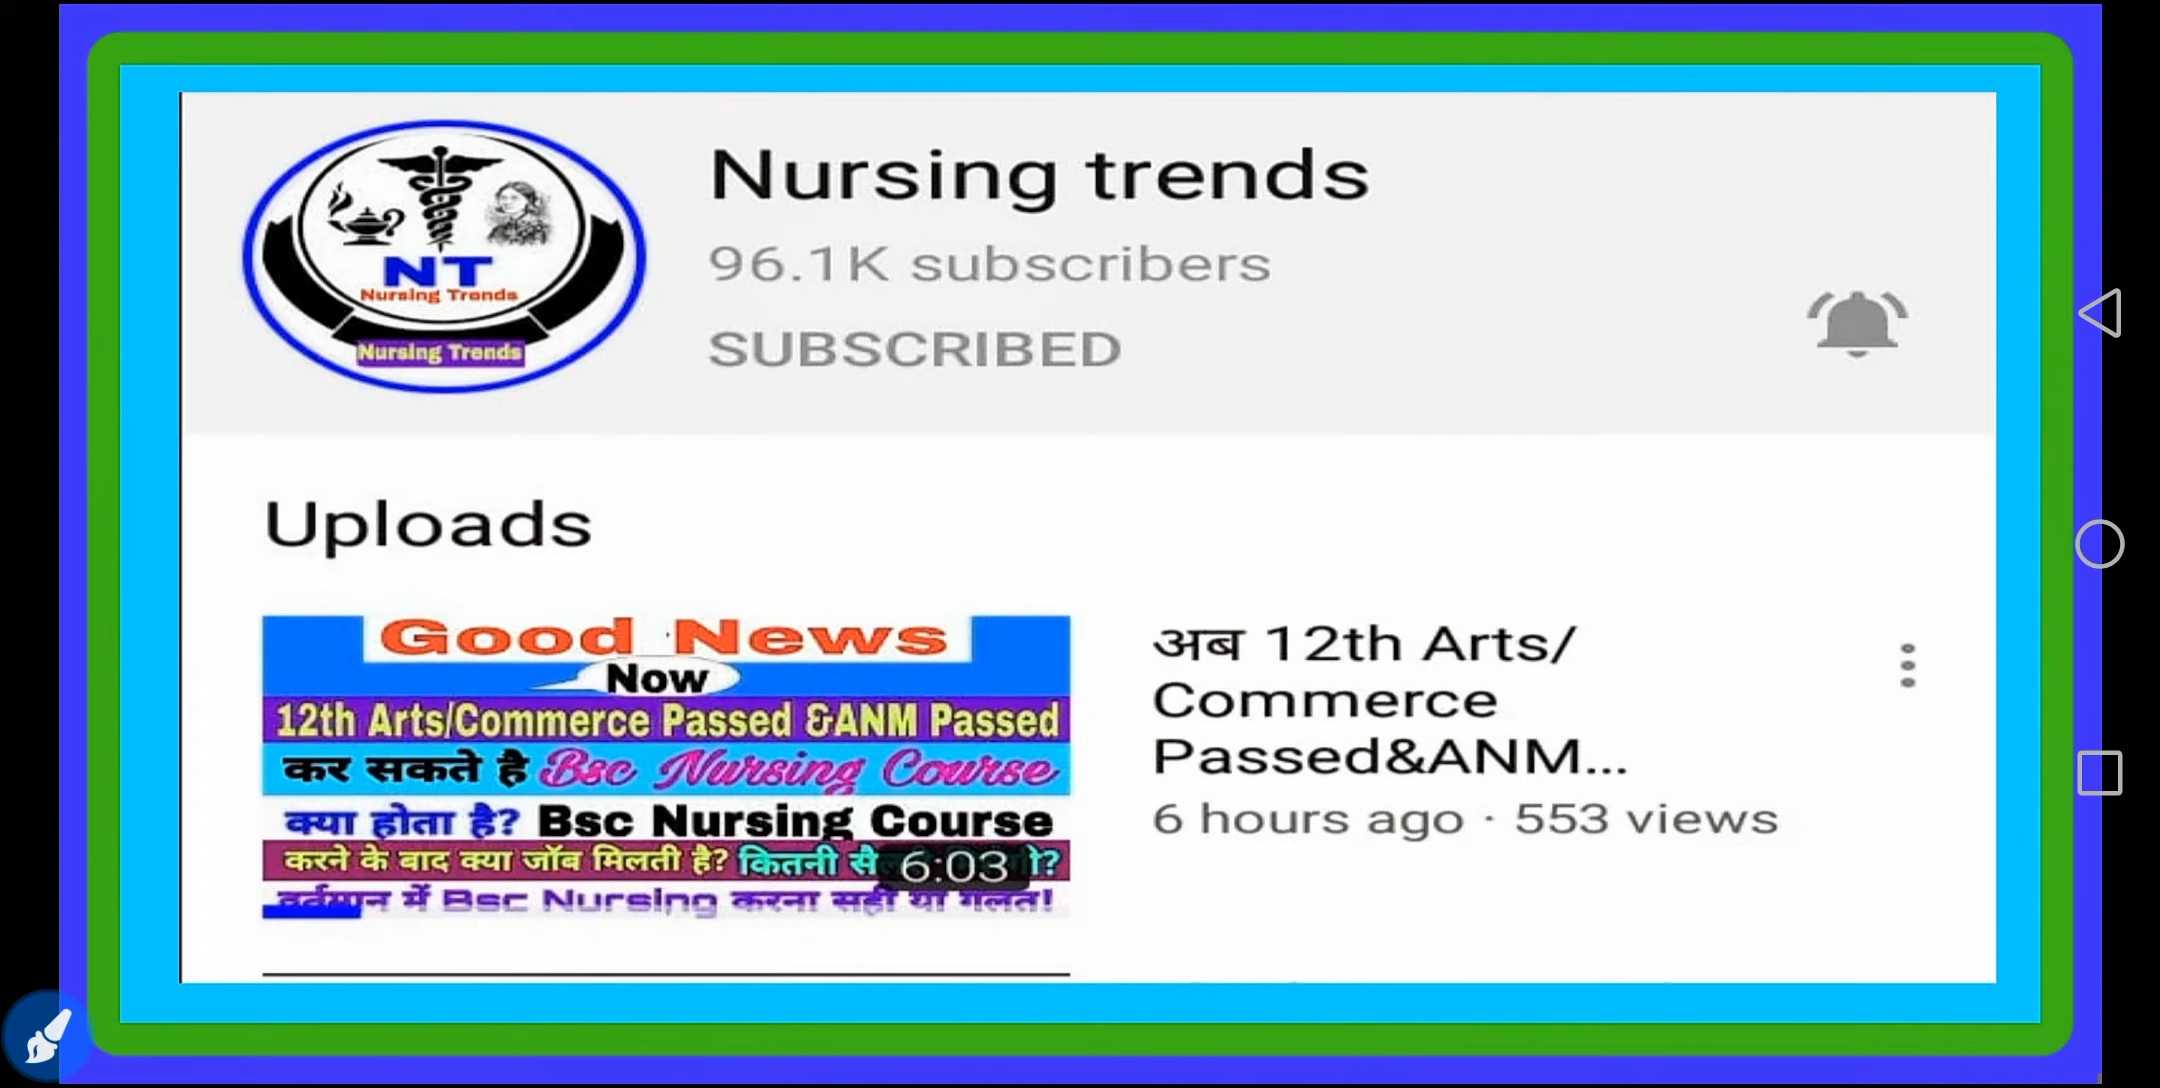 Nursing trends
96.1K subscribers
SUBSCRIBED
NT
Nursing Trends
Nursing Trends
Uploads
Good News
Now
12th Arts/Commerce Passed &ANM Passed
कर सकते है Bsc Nursing Course
क्या होता है? Bsc Nursing Course
करने के बाद क्या जॉब मिलती है? कितनी
6:03
वर्तमान में Bsc Nursing करना सही या गलत!
अब 12th Arts/
Commerce
Passed&ANM...
6 hours ago · 553 views